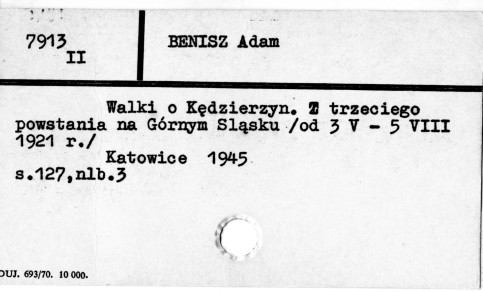 7913
II
BENISZ Adam
Walki o Kędzierzyn. Z trzeciego
powstania na Górnym Sląsku /od 3 V - 5 VIII
1921 r./
Katowice 1945
s.127,nlb.3
DUJ. 693/70. 10 000.